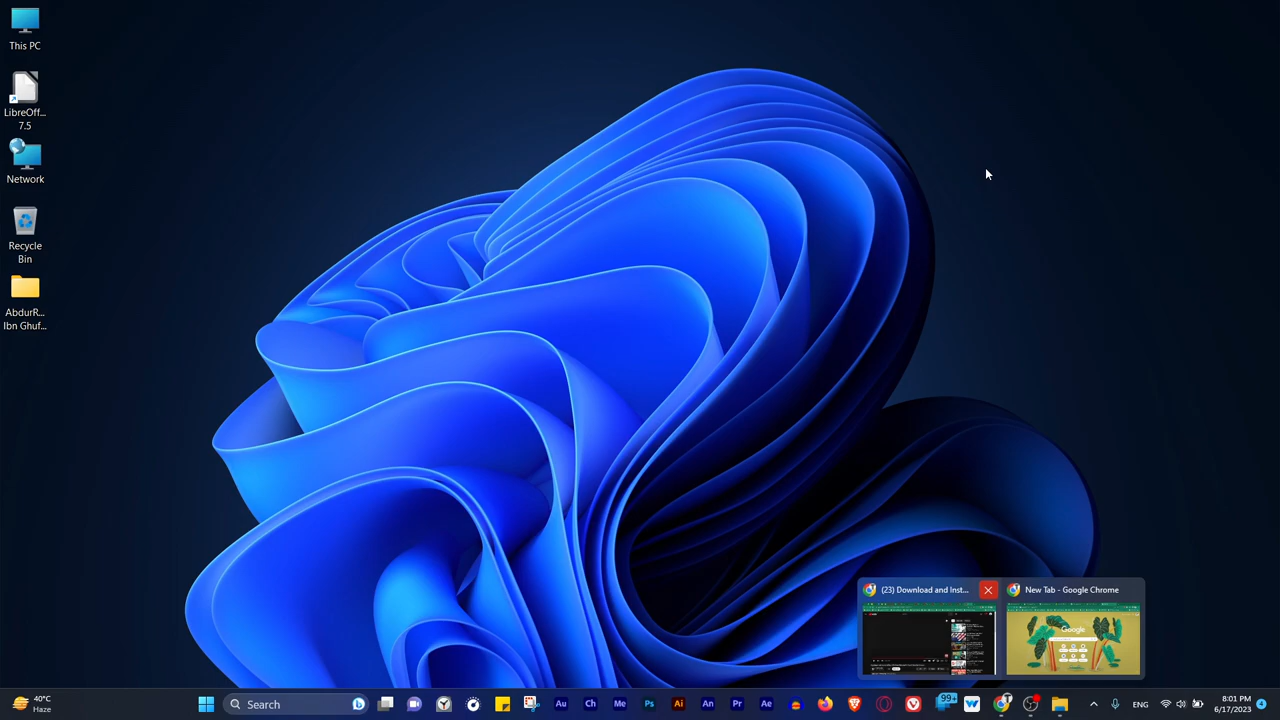 This PC
LibreOff...
7.5
Network
Recycle
Bin
AbdurR...
Ibn Ghuf...
(23) Download and Inst...
New Tab - Google Chrome
Google
40°C
Haze
Search
Au
Ch
Me
Ps
Ai
An
Pr
Ae
99+
T
ENG
8:01 PM
6/17/2023
4